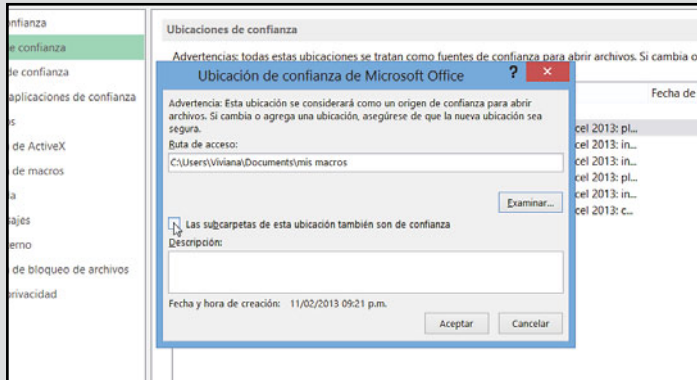 onfianza
Ubicaciones de confianza
e confianza
Advertencias: todas estas ubicaciones se tratan como fuentes de confianza para abrir archivos. Si cambia o
de confianza
Ubicación de confianza de Microsoft Office
?
aplicaciones de confianza
Fecha de
Advertencia: Esta ubicación se considerará como un origen de confianza para abrir
archivos. Si cambia o agrega una ubicación, asegúrese de que la nueva ubicación sea
segura.
os
cel 2013: pl...
Ruta de acceso:
de ActiveX
cel 2013: in...
C:\Users\Viviana\Documents\mis macros
cel 2013: in...
de macros
cel 2013: pl...
cel 2013: in...
Examinar...
cel 2013: c...
sajes
Las subcarpetas de esta ubicación también son de confianza
Descripción:
erno
de bloqueo de archivos
privacidad
Fecha y hora de creación: 11/02/2013 09:21 p.m.
Aceptar
Cancelar